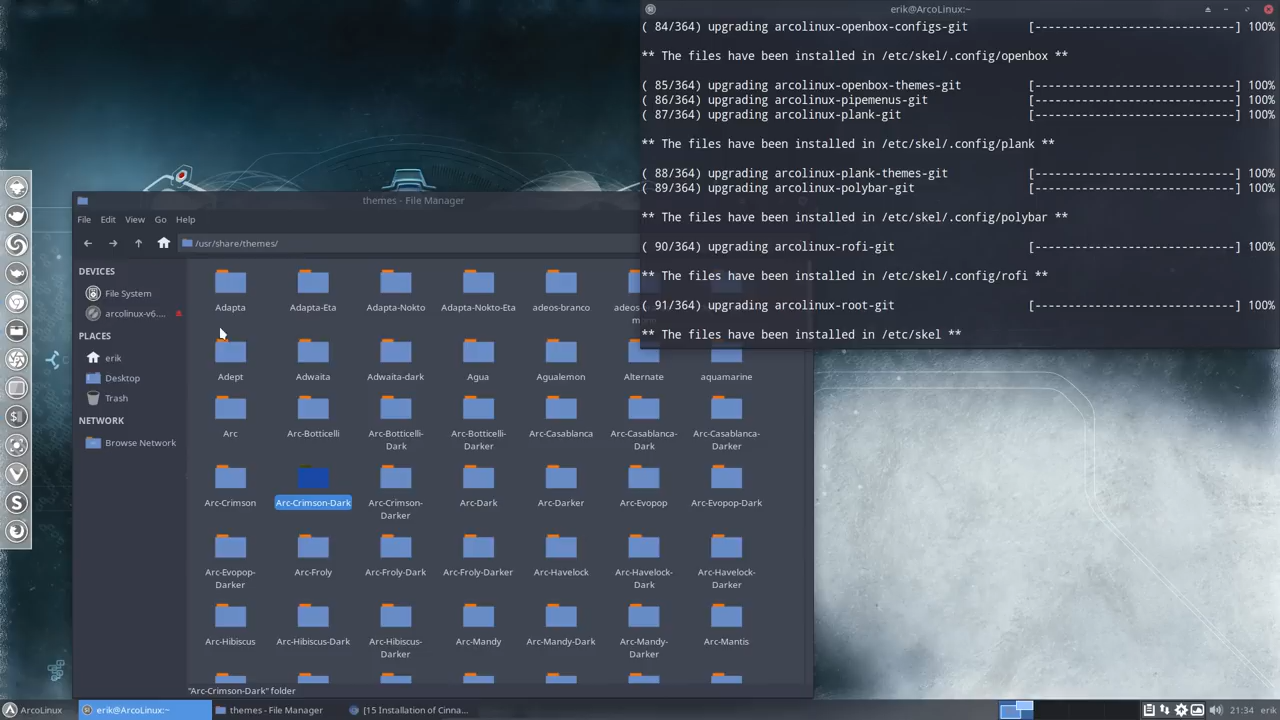 erik@ArcoLinux:~
( 84/364) upgrading arcolinux-openbox-configs-git [----------------------------] 100%
** The files have been installed in /etc/skel/.config/openbox **
( 85/364) upgrading arcolinux-openbox-themes-git [----------------------------] 100%
( 86/364) upgrading arcolinux-pipemenus-git [----------------------------] 100%
( 87/364) upgrading arcolinux-plank-git [----------------------------] 100%
** The files have been installed in /etc/skel/.config/plank **
( 88/364) upgrading arcolinux-plank-themes-git [----------------------------] 100%
( 89/364) upgrading arcolinux-polybar-git [----------------------------] 100%
** The files have been installed in /etc/skel/.config/polybar **
( 90/364) upgrading arcolinux-rofi-git [----------------------------] 100%
** The files have been installed in /etc/skel/.config/rofi **
( 91/364) upgrading arcolinux-root-git [----------------------------] 100%
** The files have been installed in /etc/skel **
themes - File Manager
File Edit View Go Help
/usr/share/themes/
DEVICES
File System
arcolinux-v6....
PLACES
erik
Desktop
Trash
NETWORK
Browse Network
Adapta Adapta-Eta Adapta-Nokto Adapta-Nokto-Eta adeos-branco
Adept Adwaita Adwaita-dark Agua Agualemon Alternate aquamarine
Arc Arc-Botticelli Arc-Botticelli- Arc-Botticelli- Arc-Casablanca Arc-Casablanca- Arc-Casablanca-
Dark Darker Dark Darker
Arc-Crimson Arc-Crimson-Dark Arc-Crimson- Arc-Dark Arc-Darker Arc-Evopop Arc-Evopop-Dark
Darker
Arc-Evopop- Arc-Froly Arc-Froly-Dark Arc-Froly-Darker Arc-Havelock Arc-Havelock- Arc-Havelock-
Darker Dark Darker
Arc-Hibiscus Arc-Hibiscus-Dark Arc-Hibiscus- Arc-Mandy Arc-Mandy-Dark Arc-Mandy- Arc-Mantis
Darker Darker
"Arc-Crimson-Dark" folder
ArcoLinux erik@ArcoLinux:~ themes - File Manager [15 Installation of Cinna... 21:34 erik